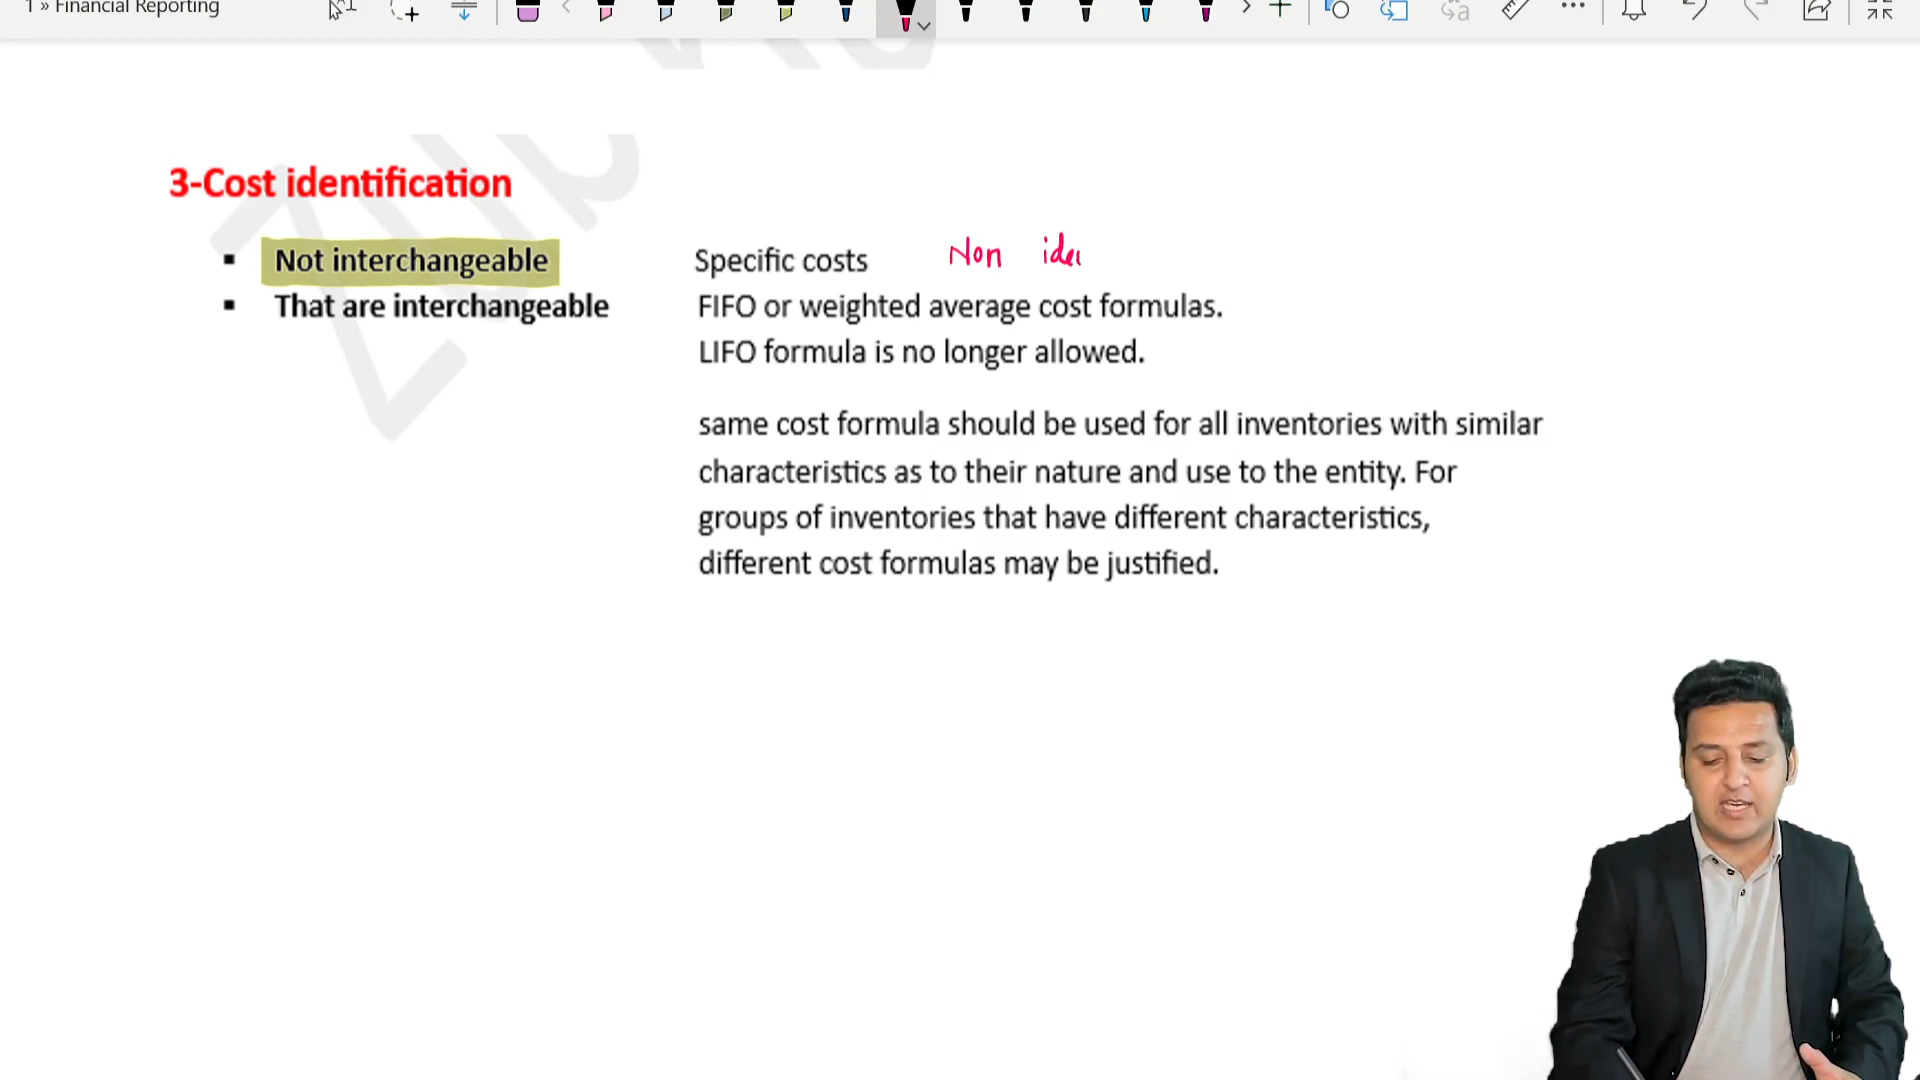 1 » Financial Reporting
3-Cost identification
▪ Not interchangeable Specific costs Non
▪ That are interchangeable FIFO or weighted average cost formulas.
LIFO formula is no longer allowed.
same cost formula should be used for all inventories with similar
characteristics as to their nature and use to the entity. For
groups of inventories that have different characteristics,
different cost formulas may be justified.